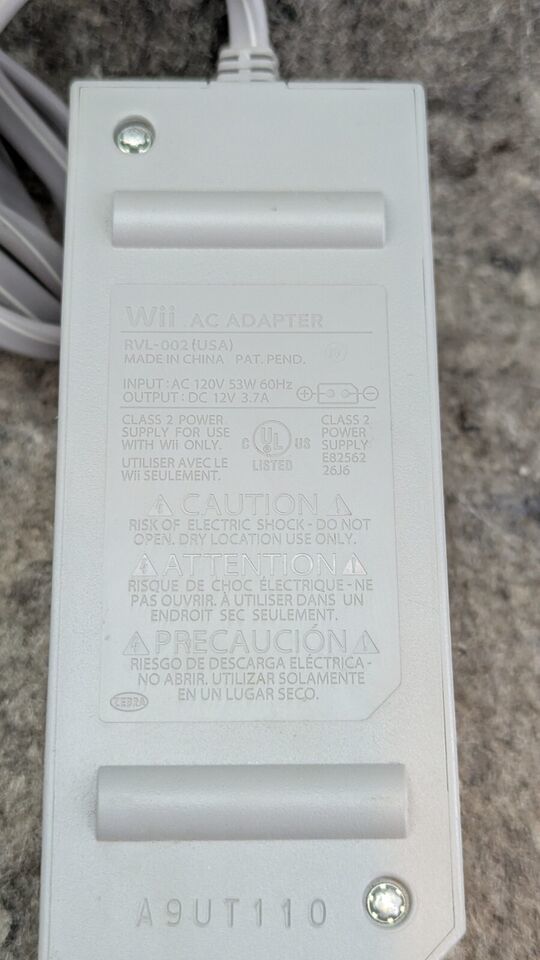 Wii AC ADAPTER
RVL-002 (USA)
MADE IN CHINA PAT. PEND.
INPUT : AC 120V 53W 60Hz
OUTPUT : DC 12V 3.7A
CLASS 2 POWER
SUPPLY FOR USE
WITH Wii ONLY.
UTILISER AVEC LE
Wii SEULEMENT.
C UL US
LISTED
CLASS 2
POWER
SUPPLY
E82562
26J6
CAUTION
RISK OF ELECTRIC SHOCK - DO NOT
OPEN. DRY LOCATION USE ONLY.
ATTENTION
RISQUE DE CHOC ÉLECTRIQUE - NE
PAS OUVRIR. À UTILISER DANS UN
ENDROIT SEC SEULEMENT.
PRECAUCIÓN
RIESGO DE DESCARGA ELÉCTRICA -
NO ABRIR. UTILIZAR SOLAMENTE
EN UN LUGAR SECO.
ZEBRA
A9UT110